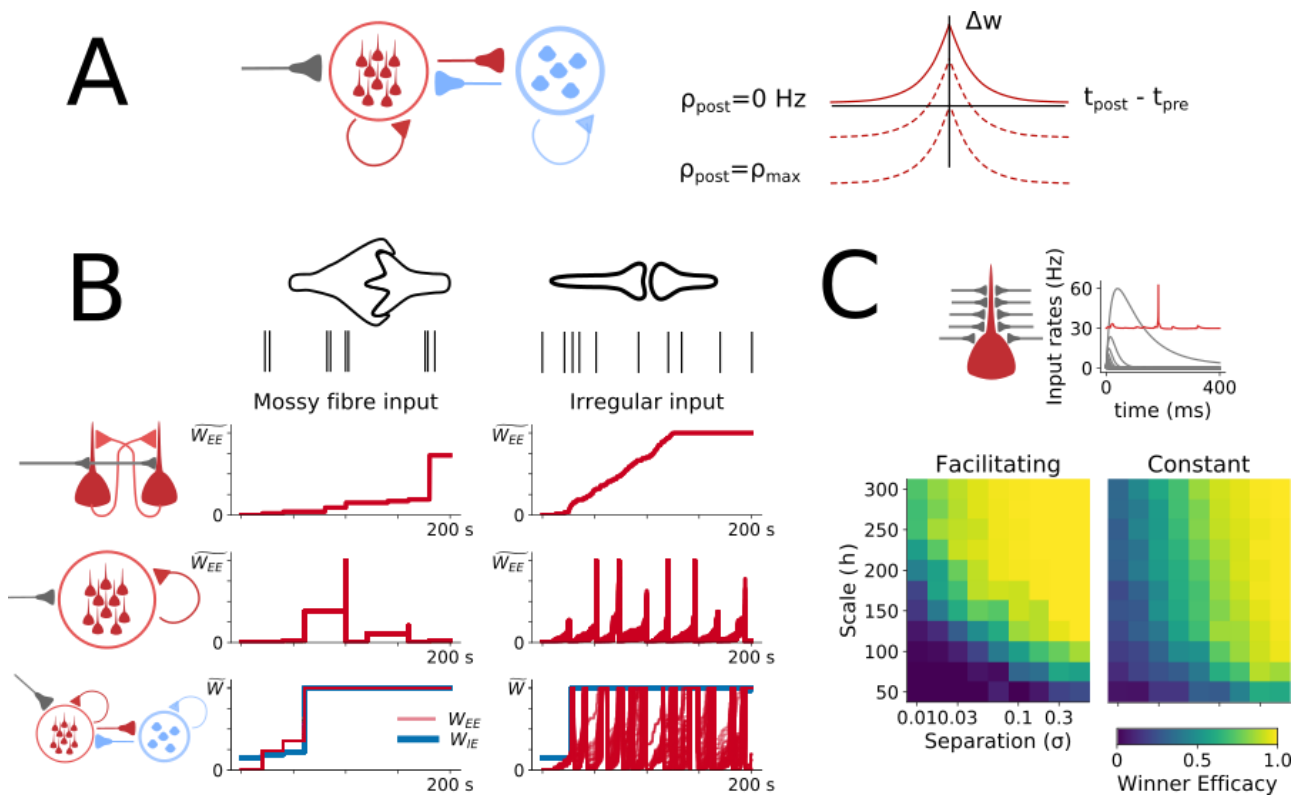 A
Δw
ρpost=0 Hz
tpost - tpre
ρpost=ρmax
B
Mossy fibre input
Irregular input
W̃EE
0
200 s
W̃EE
0
200 s
W̃EE
0
200 s
W̃EE
0
200 s
W̃
WEE
WIE
0
200 s
W̃
0
200 s
C
Input rates (Hz)
60
30
0
0
400
time (ms)
Facilitating
Constant
Scale (h)
300
250
200
150
100
50
0.01
0.03
0.1
0.3
Separation (σ)
0
0.5
1.0
Winner Efficacy